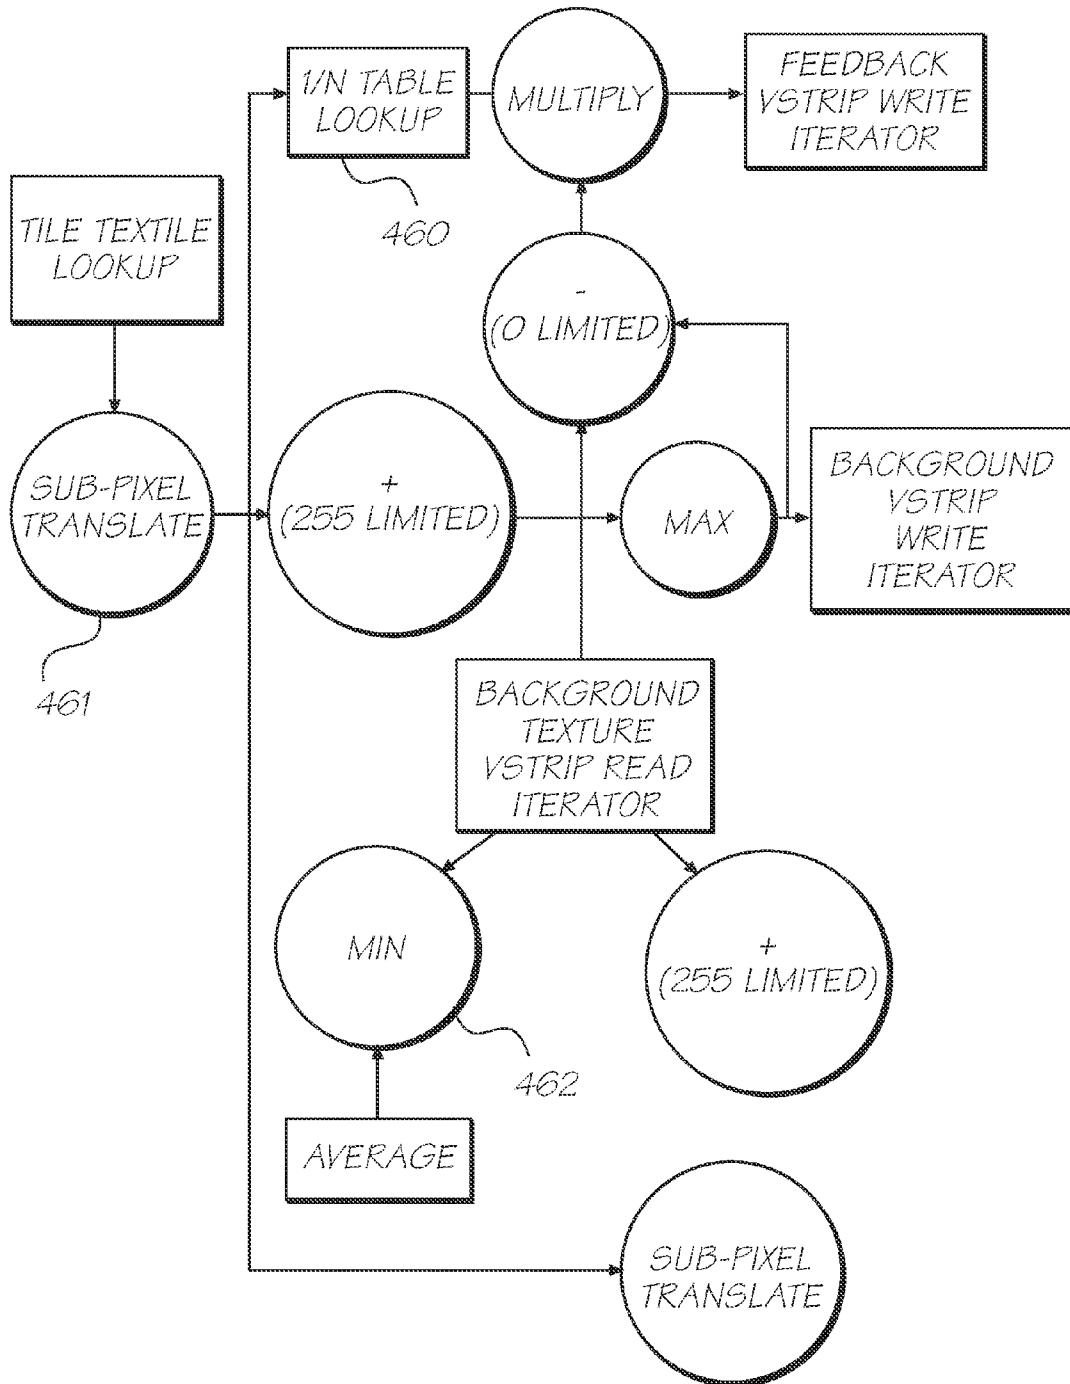 1/N TABLE
LOOKUP
MULTIPLY
FEEDBACK
VSTRIP WRITE
ITERATOR
460
TILE TEXTILE
LOOKUP
-
(0 LIMITED)
SUB-PIXEL
TRANSLATE
461
+
(255 LIMITED)
MAX
BACKGROUND
VSTRIP
WRITE
ITERATOR
BACKGROUND
TEXTURE
VSTRIP READ
ITERATOR
MIN
462
+
(255 LIMITED)
AVERAGE
SUB-PIXEL
TRANSLATE